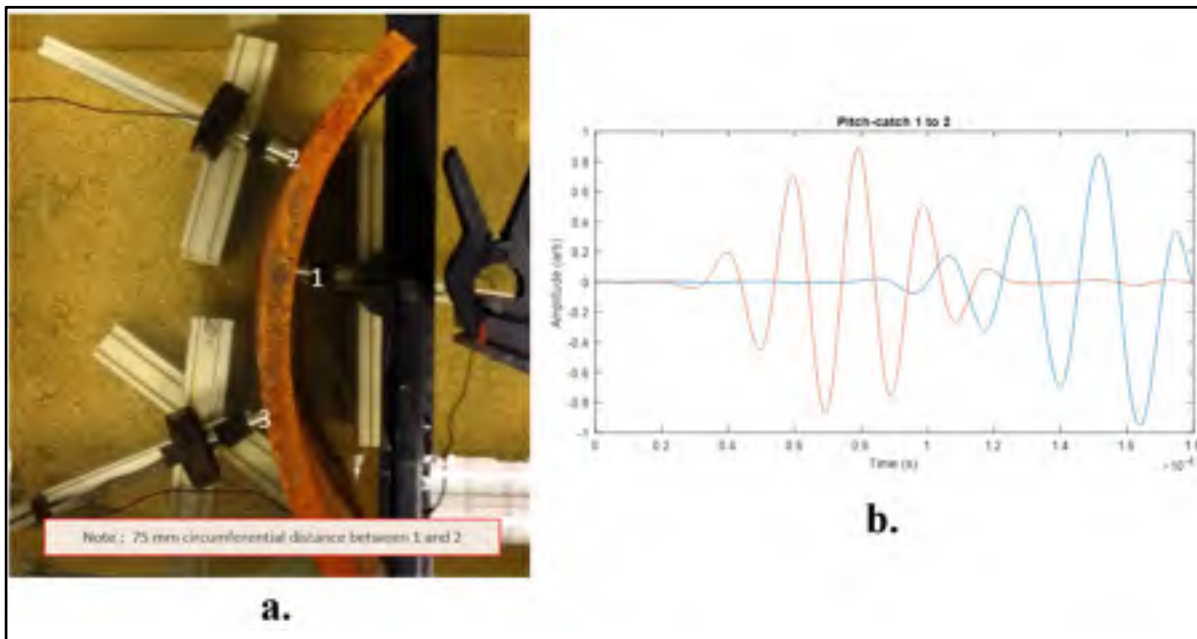 2
1
3
Note : 75 mm circumferential distance between 1 and 2
a.
Pitch-catch 1 to 2
Amplitude (arb)
1
0.8
0.6
0.4
0.2
0
-0.2
-0.4
-0.6
-0.8
-1
0 0.2 0.4 0.6 0.8 1 1.2 1.4 1.6 1.8
Time (s)
b.